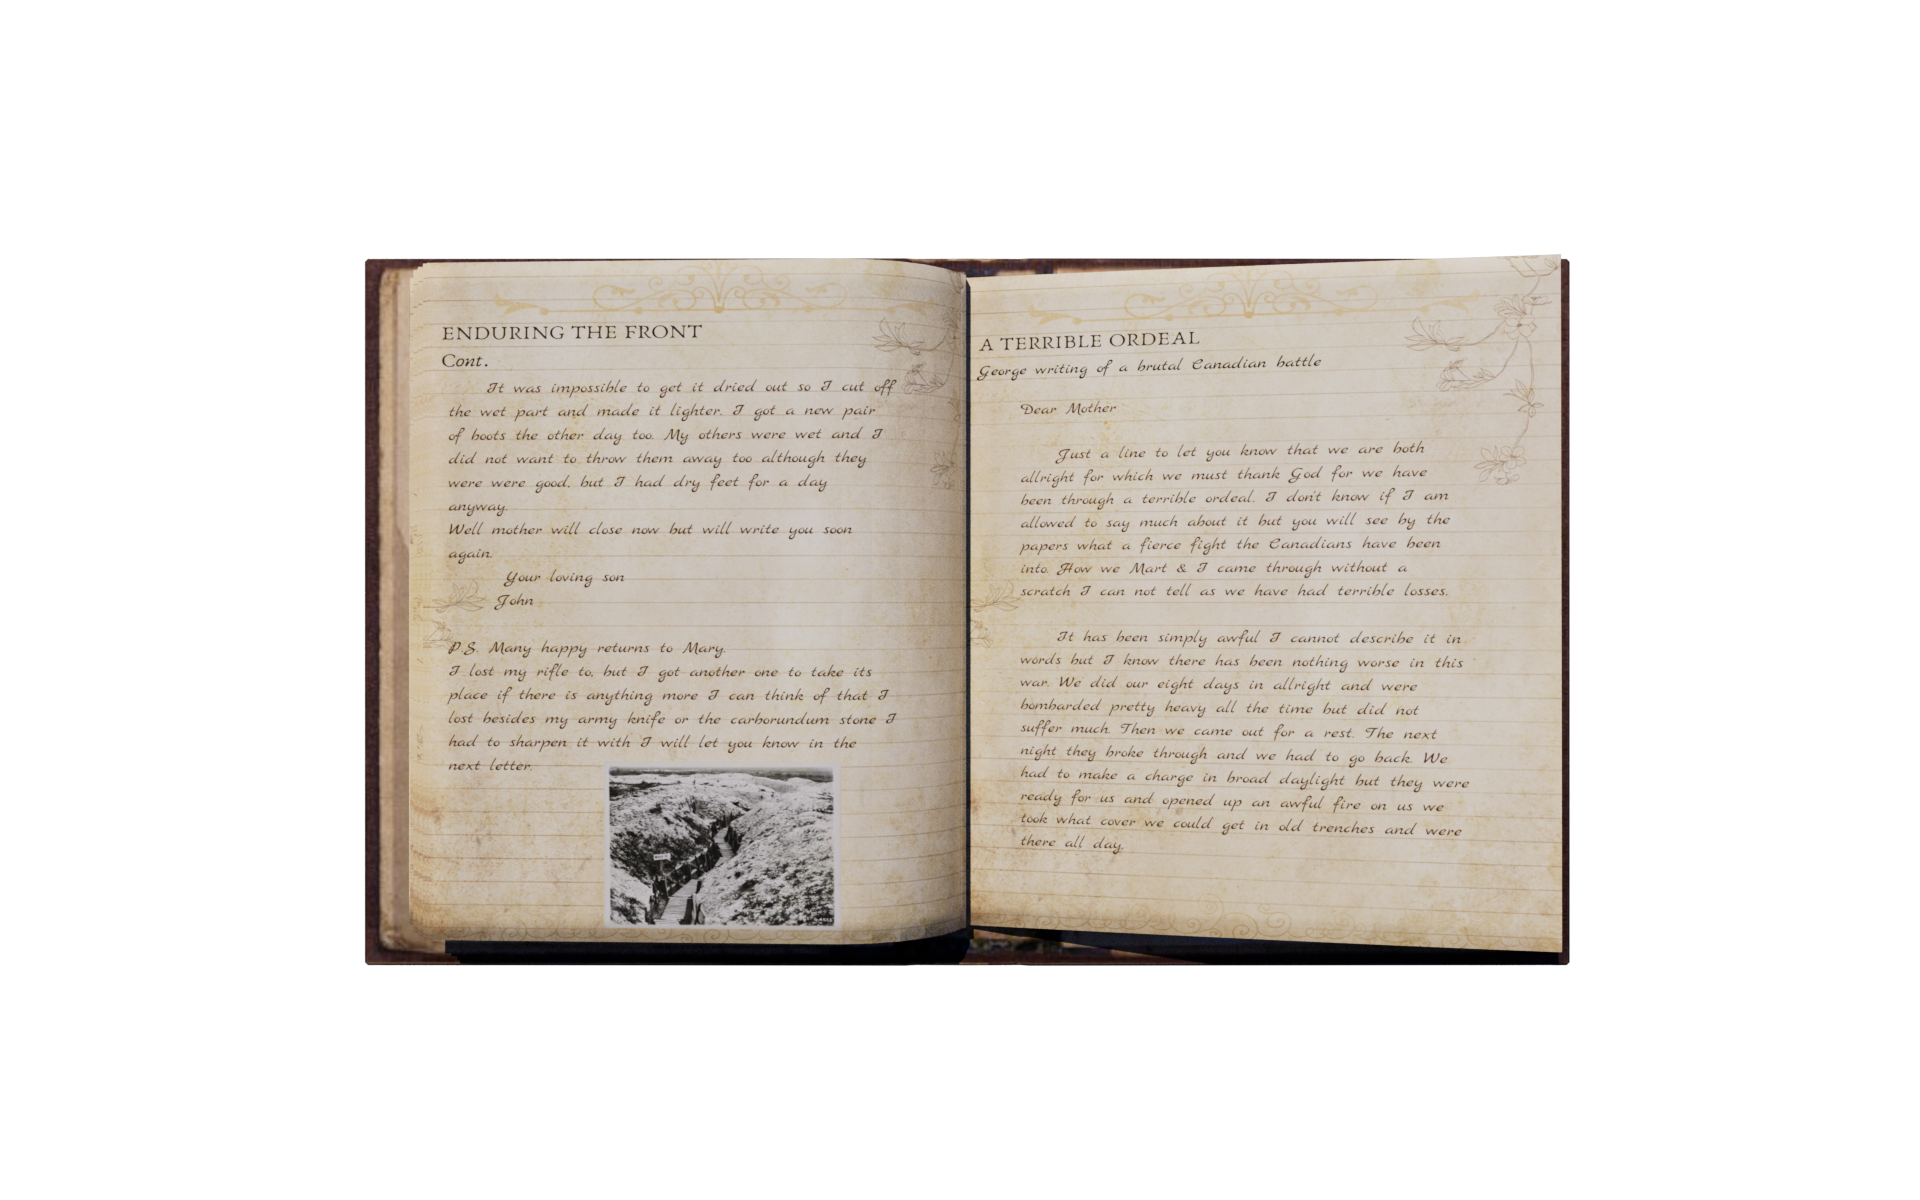 ENDURING THE FRONT
Cont.
It was impossible to get it dried out so I cut off
the wet part and made it lighter. I got a new pair
of boots the other day too. My others were wet and I
did not want to throw them away too although they
were were good, but I had dry feet for a day
anyway.
Well mother will close now but will write you soon
again.
Your loving son
John
P.S. Many happy returns to Mary.
I lost my rifle to, but I got another one to take its
place if there is anything more I can think of that I
lost besides my army knife or the carborundum stone I
had to sharpen it with I will let you know in the
next letter.
A TERRIBLE ORDEAL
George writing of a brutal Canadian battle
Dear Mother
Just a line to let you know that we are both
allright for which we must thank God for we have
been through a terrible ordeal. I don't know if I am
allowed to say much about it but you will see by the
papers what a fierce fight the Canadians have been
into. How we Mart & I came through without a
scratch I can not tell as we have had terrible losses.
It has been simply awful I cannot describe it in
words but I know there has been nothing worse in this
war. We did our eight days in allright and were
bombarded pretty heavy all the time but did not
suffer much. Then we came out for a rest. The next
night they broke through and we had to go back. We
had to make a charge in broad daylight but they were
ready for us and opened up an awful fire on us we
took what cover we could get in old trenches and were
there all day.